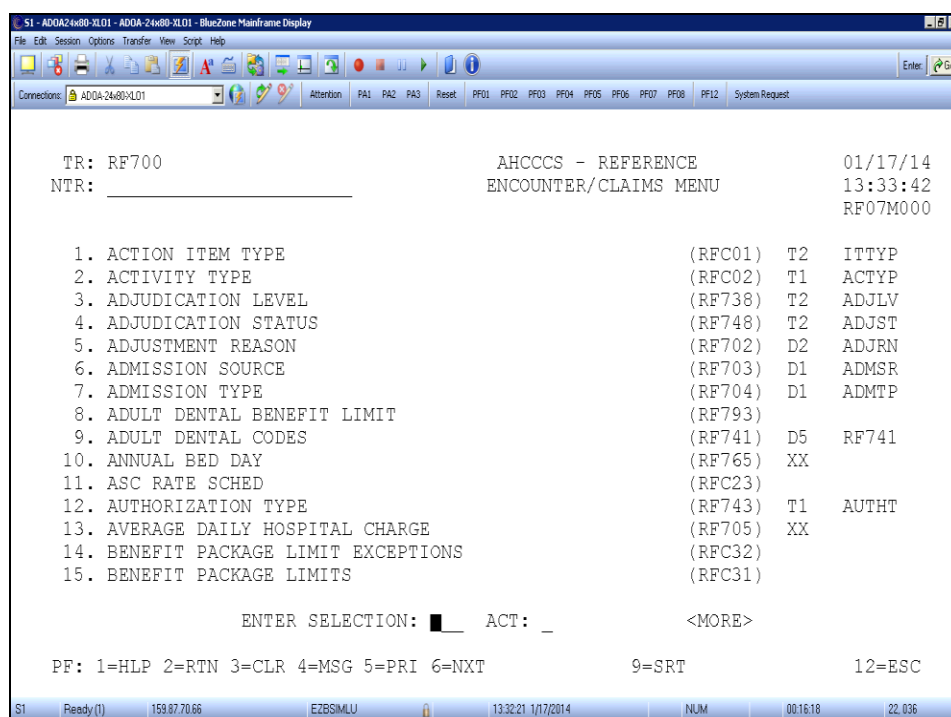 S1 - ADOA24x80-XL01 - ADOA-24x80-XL01 - BlueZone Mainframe Display
File Edit Session Options Transfer View Script Help
Enter
Connections: ADOA-24x80-XL01 Attention PA1 PA2 PA3 Reset PF01 PF02 PF03 PF04 PF05 PF06 PF07 PF08 PF12 System Request
TR: RF700 AHCCCS - REFERENCE 01/17/14
NTR: ENCOUNTER/CLAIMS MENU 13:33:42
RF07M000
1. ACTION ITEM TYPE (RFC01) T2 ITTYP
2. ACTIVITY TYPE (RFC02) T1 ACTYP
3. ADJUDICATION LEVEL (RF738) T2 ADJLV
4. ADJUDICATION STATUS (RF748) T2 ADJST
5. ADJUSTMENT REASON (RF702) D2 ADJRN
6. ADMISSION SOURCE (RF703) D1 ADMSR
7. ADMISSION TYPE (RF704) D1 ADMTP
8. ADULT DENTAL BENEFIT LIMIT (RF793)
9. ADULT DENTAL CODES (RF741) D5 RF741
10. ANNUAL BED DAY (RF765) XX
11. ASC RATE SCHED (RFC23)
12. AUTHORIZATION TYPE (RF743) T1 AUTHT
13. AVERAGE DAILY HOSPITAL CHARGE (RF705) XX
14. BENEFIT PACKAGE LIMIT EXCEPTIONS (RFC32)
15. BENEFIT PACKAGE LIMITS (RFC31)
ENTER SELECTION: ACT: _ <MORE>
PF: 1=HLP 2=RTN 3=CLR 4=MSG 5=PRI 6=NXT 9=SRT 12=ESC
S1 Ready (1) 159.87.70.66 EZBSIMLU 13:32:21 1/17/2014 NUM 00:16:18 22,036